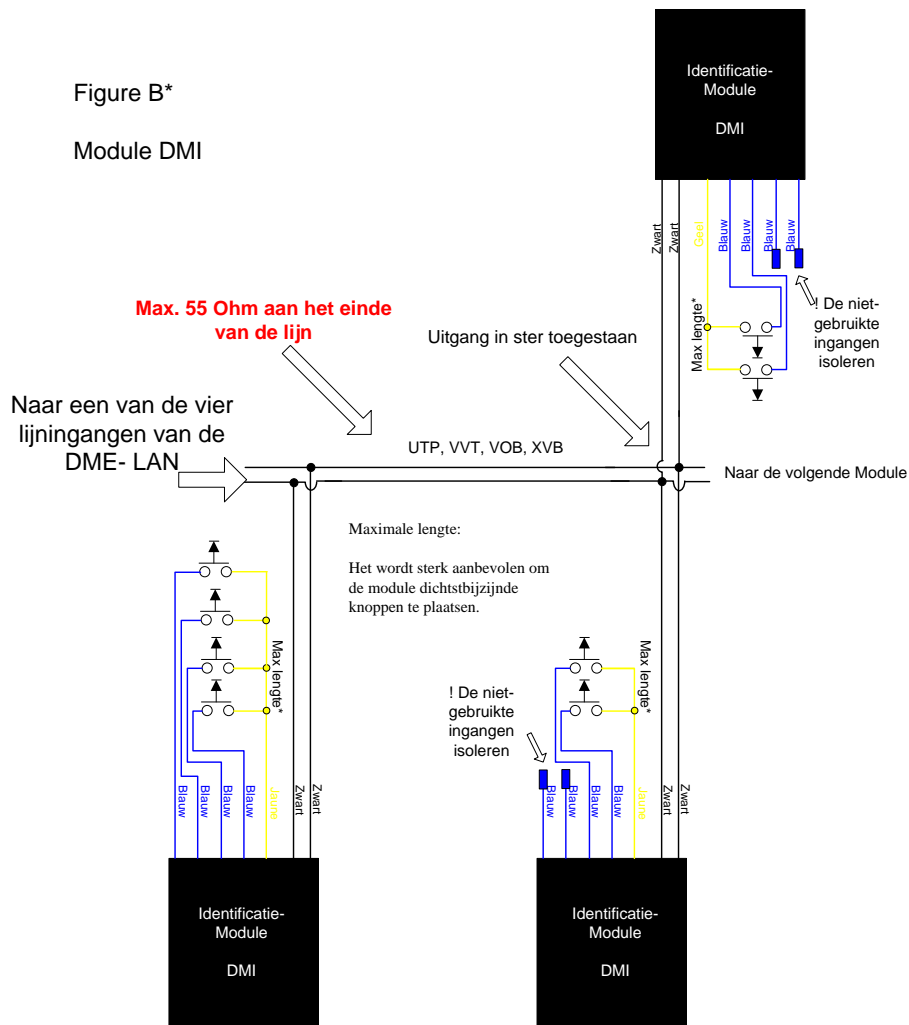 Figure B*
Module DMI
Identificatie-
Module
DMI
Zwart
Zwart
Geel
Blauw
Blauw
Blauw
Blauw
! De niet-
gebruikte
ingangen
isoleren
Max lengte*
Max. 55 Ohm aan het einde
van de lijn
Uitgang in ster toegestaan
Naar een van de vier
lijningangen van de
DME- LAN
UTP, VVT, VOB, XVB
Naar de volgende Module
Maximale lengte:
Het wordt sterk aanbevolen om
de module dichtstbijzijnde
knoppen te plaatsen.
Max lengte*
Blauw
Blauw
Blauw
Blauw
Jaune
Zwart
Zwart
Identificatie-
Module
DMI
! De niet-
gebruikte
ingangen
isoleren
Max lengte*
Blauw
Blauw
Blauw
Blauw
Zwart
Zwart
Identificatie-
Module
DMI